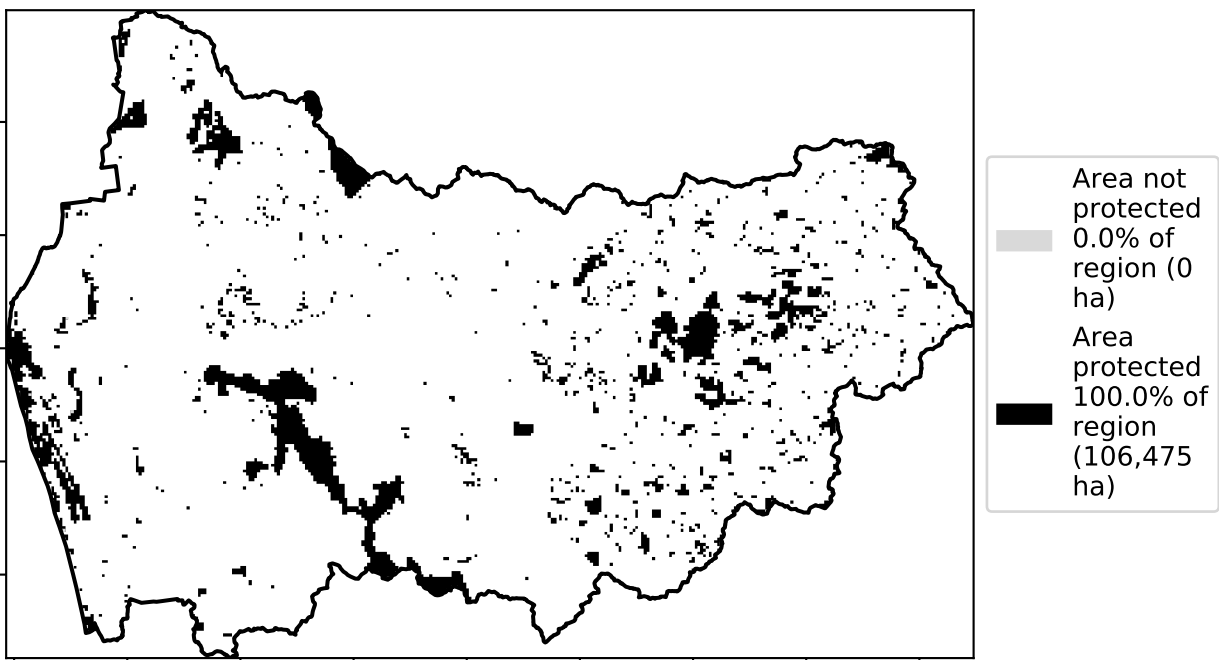 Area not
protected
0.0% of
region (0
ha)
Area
protected
100.0% of
region
(106,475
ha)